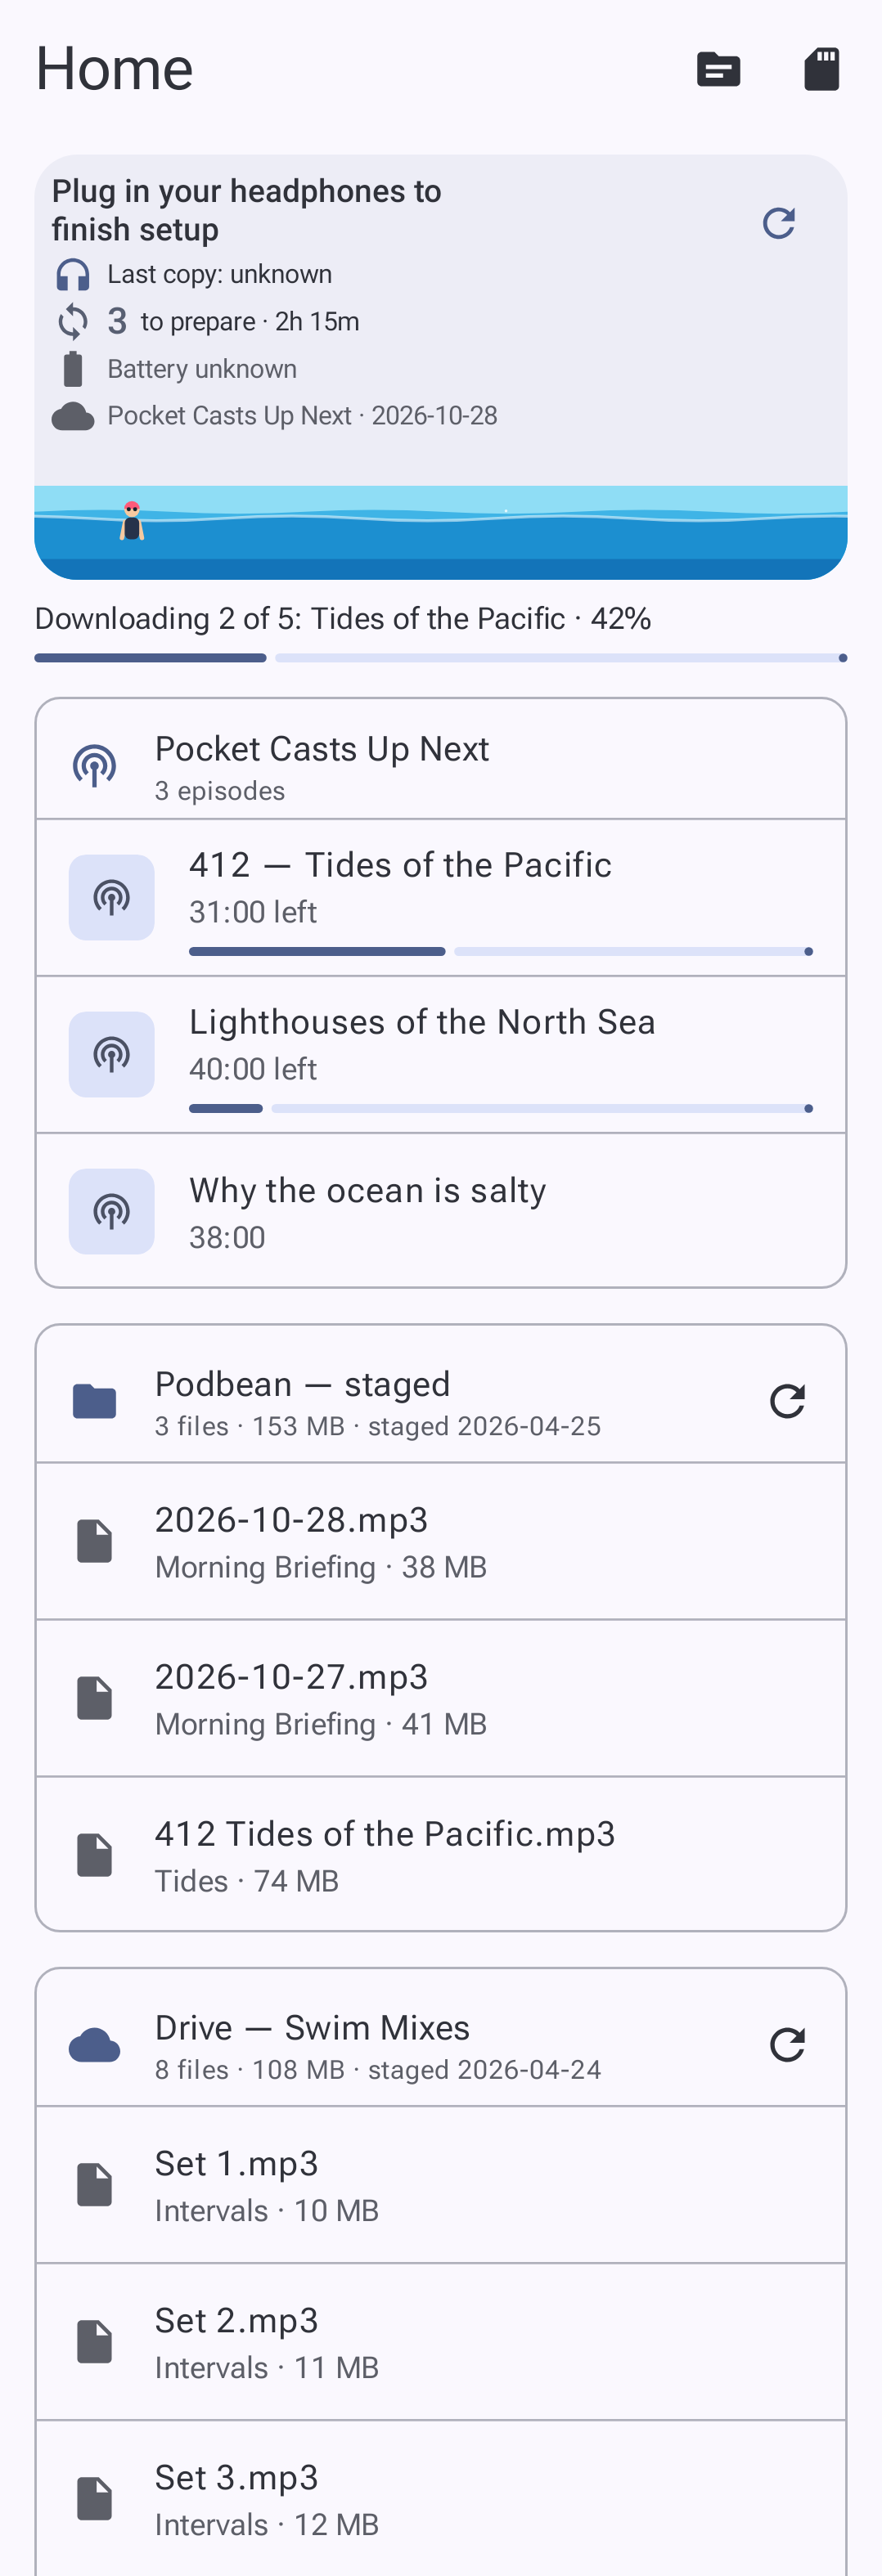 Home
Plug in your headphones to
finish setup
Last copy: unknown
3 to prepare · 2h 15m
Battery unknown
Pocket Casts Up Next · 2026-10-28
Downloading 2 of 5: Tides of the Pacific · 42%
Pocket Casts Up Next
3 episodes
412 — Tides of the Pacific
31:00 left
Lighthouses of the North Sea
40:00 left
Why the ocean is salty
38:00
Podbean — staged
3 files · 153 MB · staged 2026-04-25
2026-10-28.mp3
Morning Briefing · 38 MB
2026-10-27.mp3
Morning Briefing · 41 MB
412 Tides of the Pacific.mp3
Tides · 74 MB
Drive — Swim Mixes
8 files · 108 MB · staged 2026-04-24
Set 1.mp3
Intervals · 10 MB
Set 2.mp3
Intervals · 11 MB
Set 3.mp3
Intervals · 12 MB